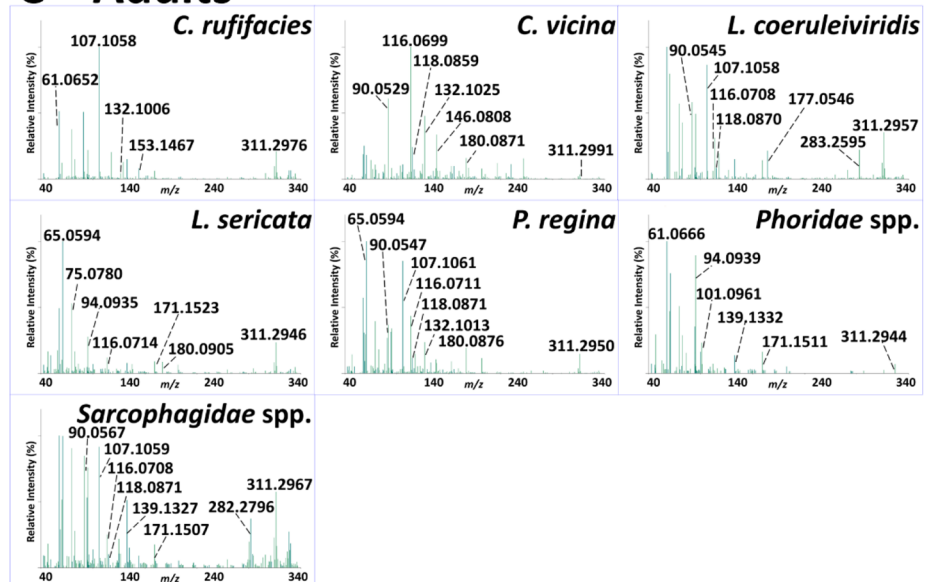 C. rufifacies
107.1058
61.0652
132.1006
153.1467
311.2976
Relative Intensity (%)
40 140 m/z 240 340
C. vicina
116.0699
118.0859
90.0529
132.1025
146.0808
180.0871
311.2991
Relative Intensity (%)
40 140 m/z 240 340
L. coeruleiviridis
90.0545
107.1058
116.0708
177.0546
118.0870
311.2957
283.2595
Relative Intensity (%)
40 140 m/z 240 340
L. sericata
65.0594
75.0780
94.0935
171.1523
116.0714
180.0905
311.2946
Relative Intensity (%)
40 140 m/z 240 340
P. regina
65.0594
90.0547
107.1061
116.0711
118.0871
132.1013
180.0876
311.2950
Relative Intensity (%)
40 140 m/z 240 340
Phoridae spp.
61.0666
94.0939
101.0961
139.1332
171.1511
311.2944
Relative Intensity (%)
40 140 m/z 240 340
Sarcophagidae spp.
90.0567
107.1059
116.0708
118.0871
311.2967
139.1327
282.2796
171.1507
Relative Intensity (%)
40 140 m/z 240 340